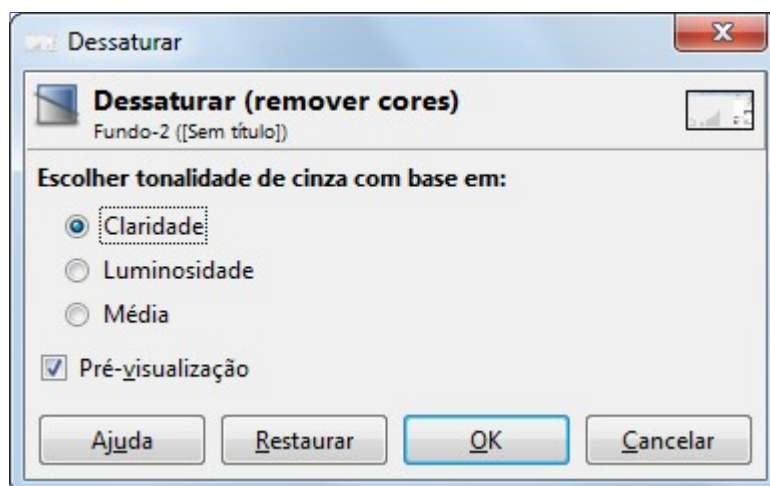 Dessaturar
Dessaturar (remover cores)
Fundo-2 ([Sem título])
Escolher tonalidade de cinza com base em:
Claridade
Luminosidade
Média
Pré-visualização
Ajuda Restaurar OK Cancelar